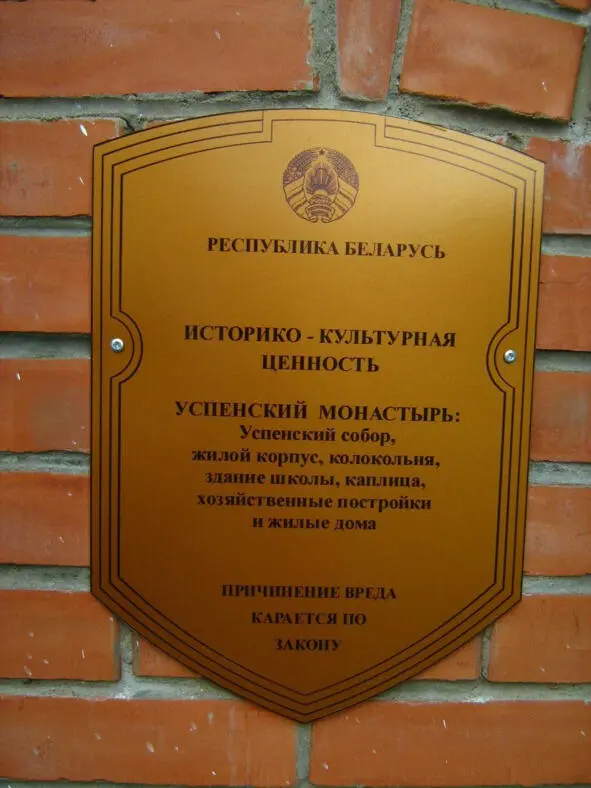 РЕСПУБЛИКА БЕЛАРУСЬ
ИСТОРИКО - КУЛЬТУРНАЯ
ЦЕННОСТЬ
УСПЕНСКИЙ МОНАСТЫРЬ:
Успенский собор,
жилой корпус, колокольня,
здание школы, каплица,
хозяйственные постройки
и жилые дома
ПРИЧИНЕНИЕ ВРЕДА
КАРАЕТСЯ ПО
ЗАКОНУ